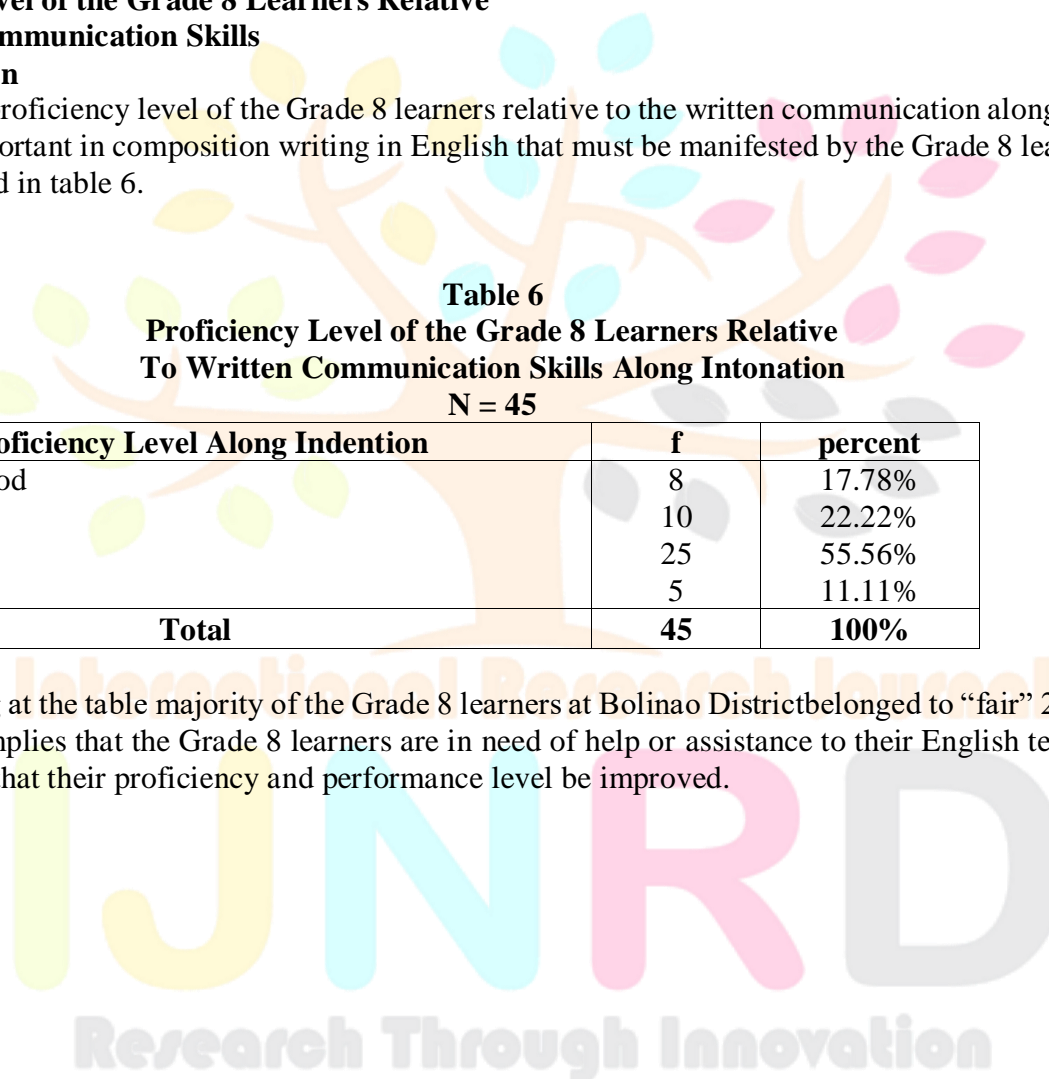 vel of the Grade 8 Learners Relative
mmunication Skills
n
roficiency level of the Grade 8 learners relative to the written communication along
ortant in composition writing in English that must be manifested by the Grade 8 lea
d in table 6.
Table 6
Proficiency Level of the Grade 8 Learners Relative
To Written Communication Skills Along Intonation
N = 45
oficiency Level Along Indention f percent
od 8 17.78%
10 22.22%
25 55.56%
5 11.11%
Total 45 100%
International Research Journal
at the table majority of the Grade 8 learners at Bolinao Districtbelonged to “fair” 2
mplies that the Grade 8 learners are in need of help or assistance to their English te
hat their proficiency and performance level be improved.
IJNRD
Research Through Innovation